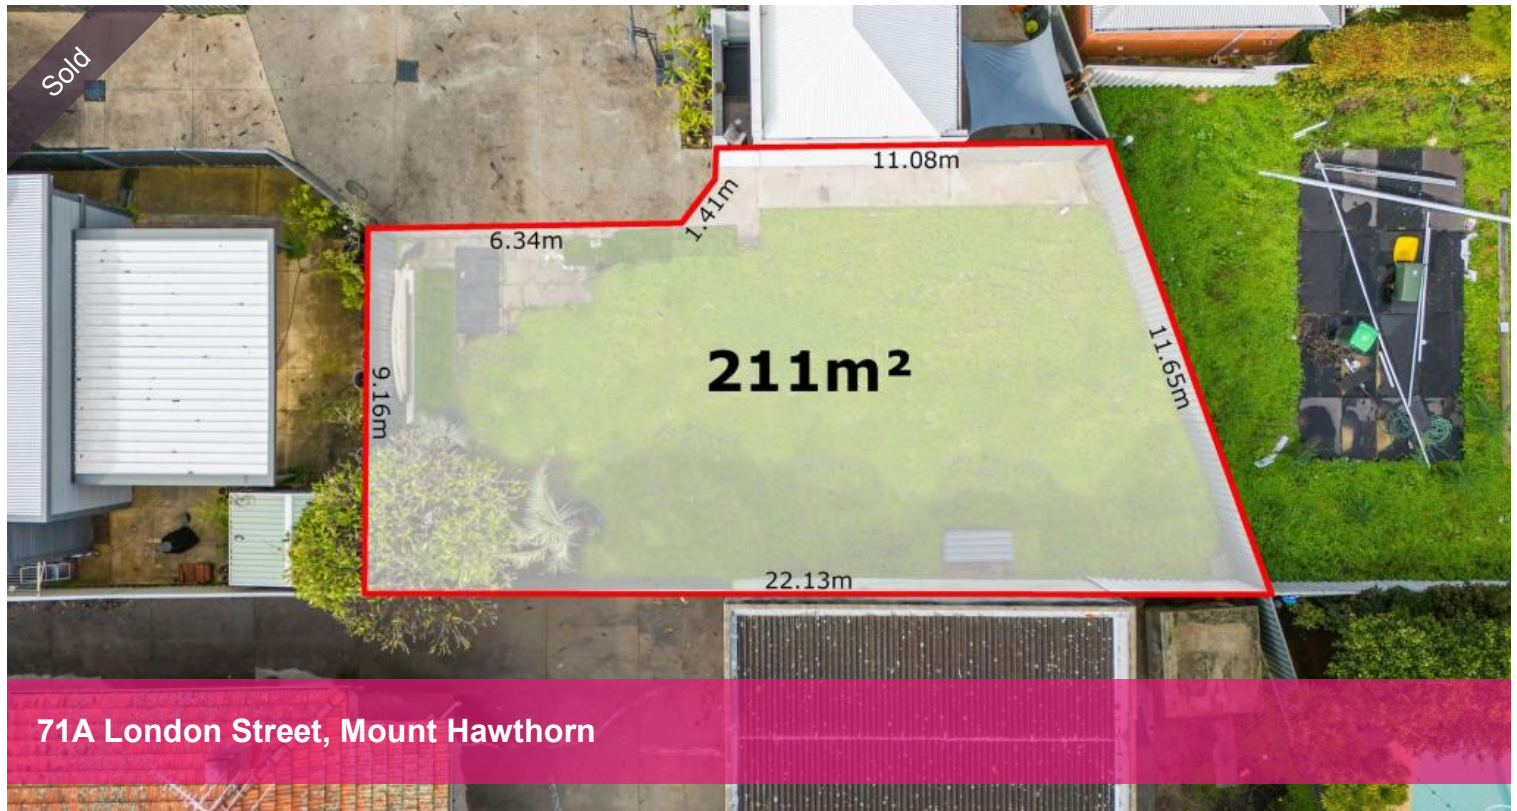 Sold
11.08m
1.41m
6.34m
211m²
11.65m
9.16m
22.13m
71A London Street, Mount Hawthorn